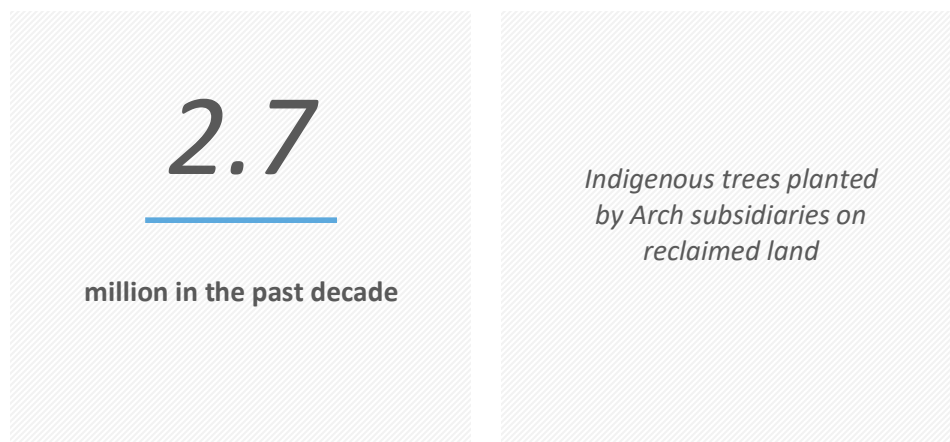 2.7
million in the past decade
Indigenous trees planted
by Arch subsidiaries on
reclaimed land